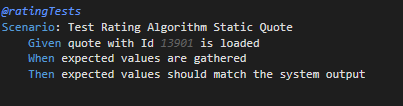 @ratingTests
Scenario: Test Rating Algorithm Static Quote
Given quote with Id 13901 is loaded
When expected values are gathered
Then expected values should match the system output